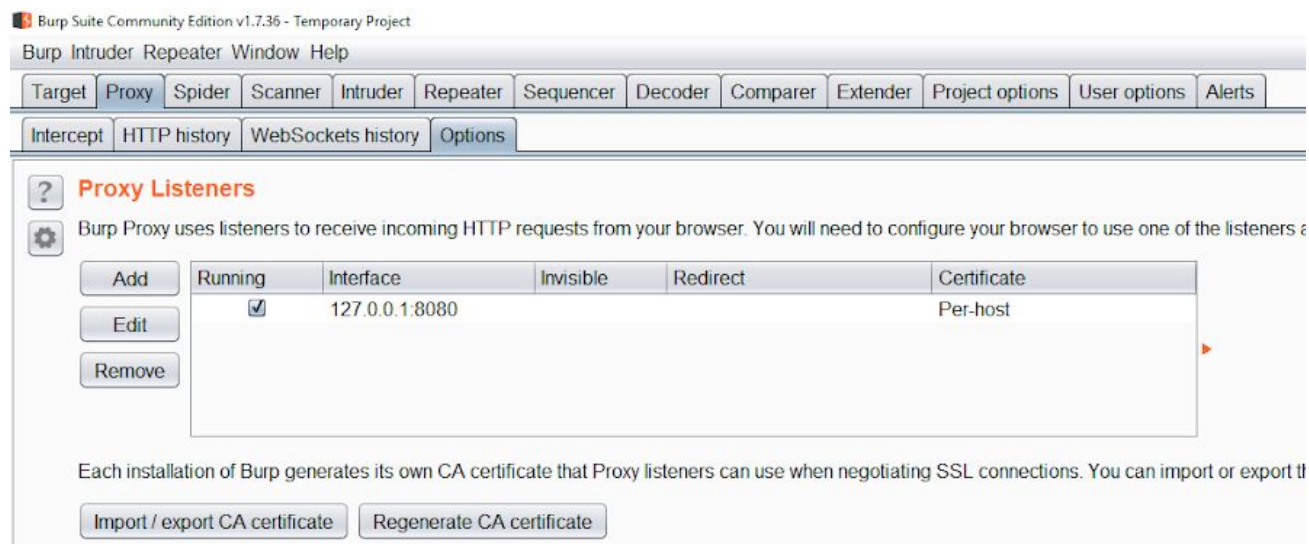 Burp Suite Community Edition v1.7.36 - Temporary Project
Burp Intruder Repeater Window Help
Target Proxy Spider Scanner Intruder Repeater Sequencer Decoder Comparer Extender Project options User options Alerts
Intercept HTTP history WebSockets history Options
? Proxy Listeners
Burp Proxy uses listeners to receive incoming HTTP requests from your browser. You will need to configure your browser to use one of the listeners a
Add Running Interface Invisible Redirect Certificate
127.0.0.1:8080 Per-host
Edit
Remove
Each installation of Burp generates its own CA certificate that Proxy listeners can use when negotiating SSL connections. You can import or export th
Import / export CA certificate Regenerate CA certificate